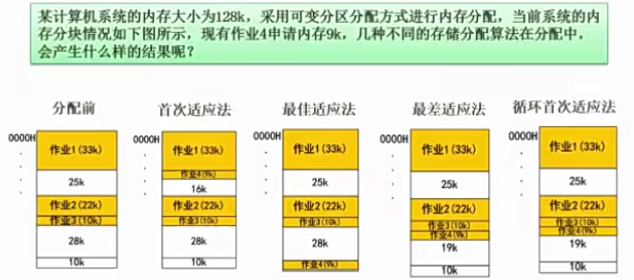 某计算机系统的内存大小为128k，采用可变分区分配方式进行内存分配，当前系统的内
存分块情况如下图所示，现有作业4申请内存9k，几种不同的存储分配算法在分配中，
会产生什么样的结果呢？
分配前
0000H
作业1(33k)
25k
作业2(22k)
作业3(10k)
28k
10k
首次适应法
0000H
作业1(33k)
作业4(9k)
16k
作业2(22k)
作业3(10k)
28k
10k
最佳适应法
0000H
作业1(33k)
25k
作业2(22k)
作业3(10k)
28k
作业4(9k)
最差适应法
0000H
作业1(33k)
25k
作业2(22k)
作业3(10k)
作业4(9k)
19k
10k
循环首次适应法
0000H
作业1(33k)
25k
作业2(22k)
作业3(10k)
作业4(9k)
19k
10k